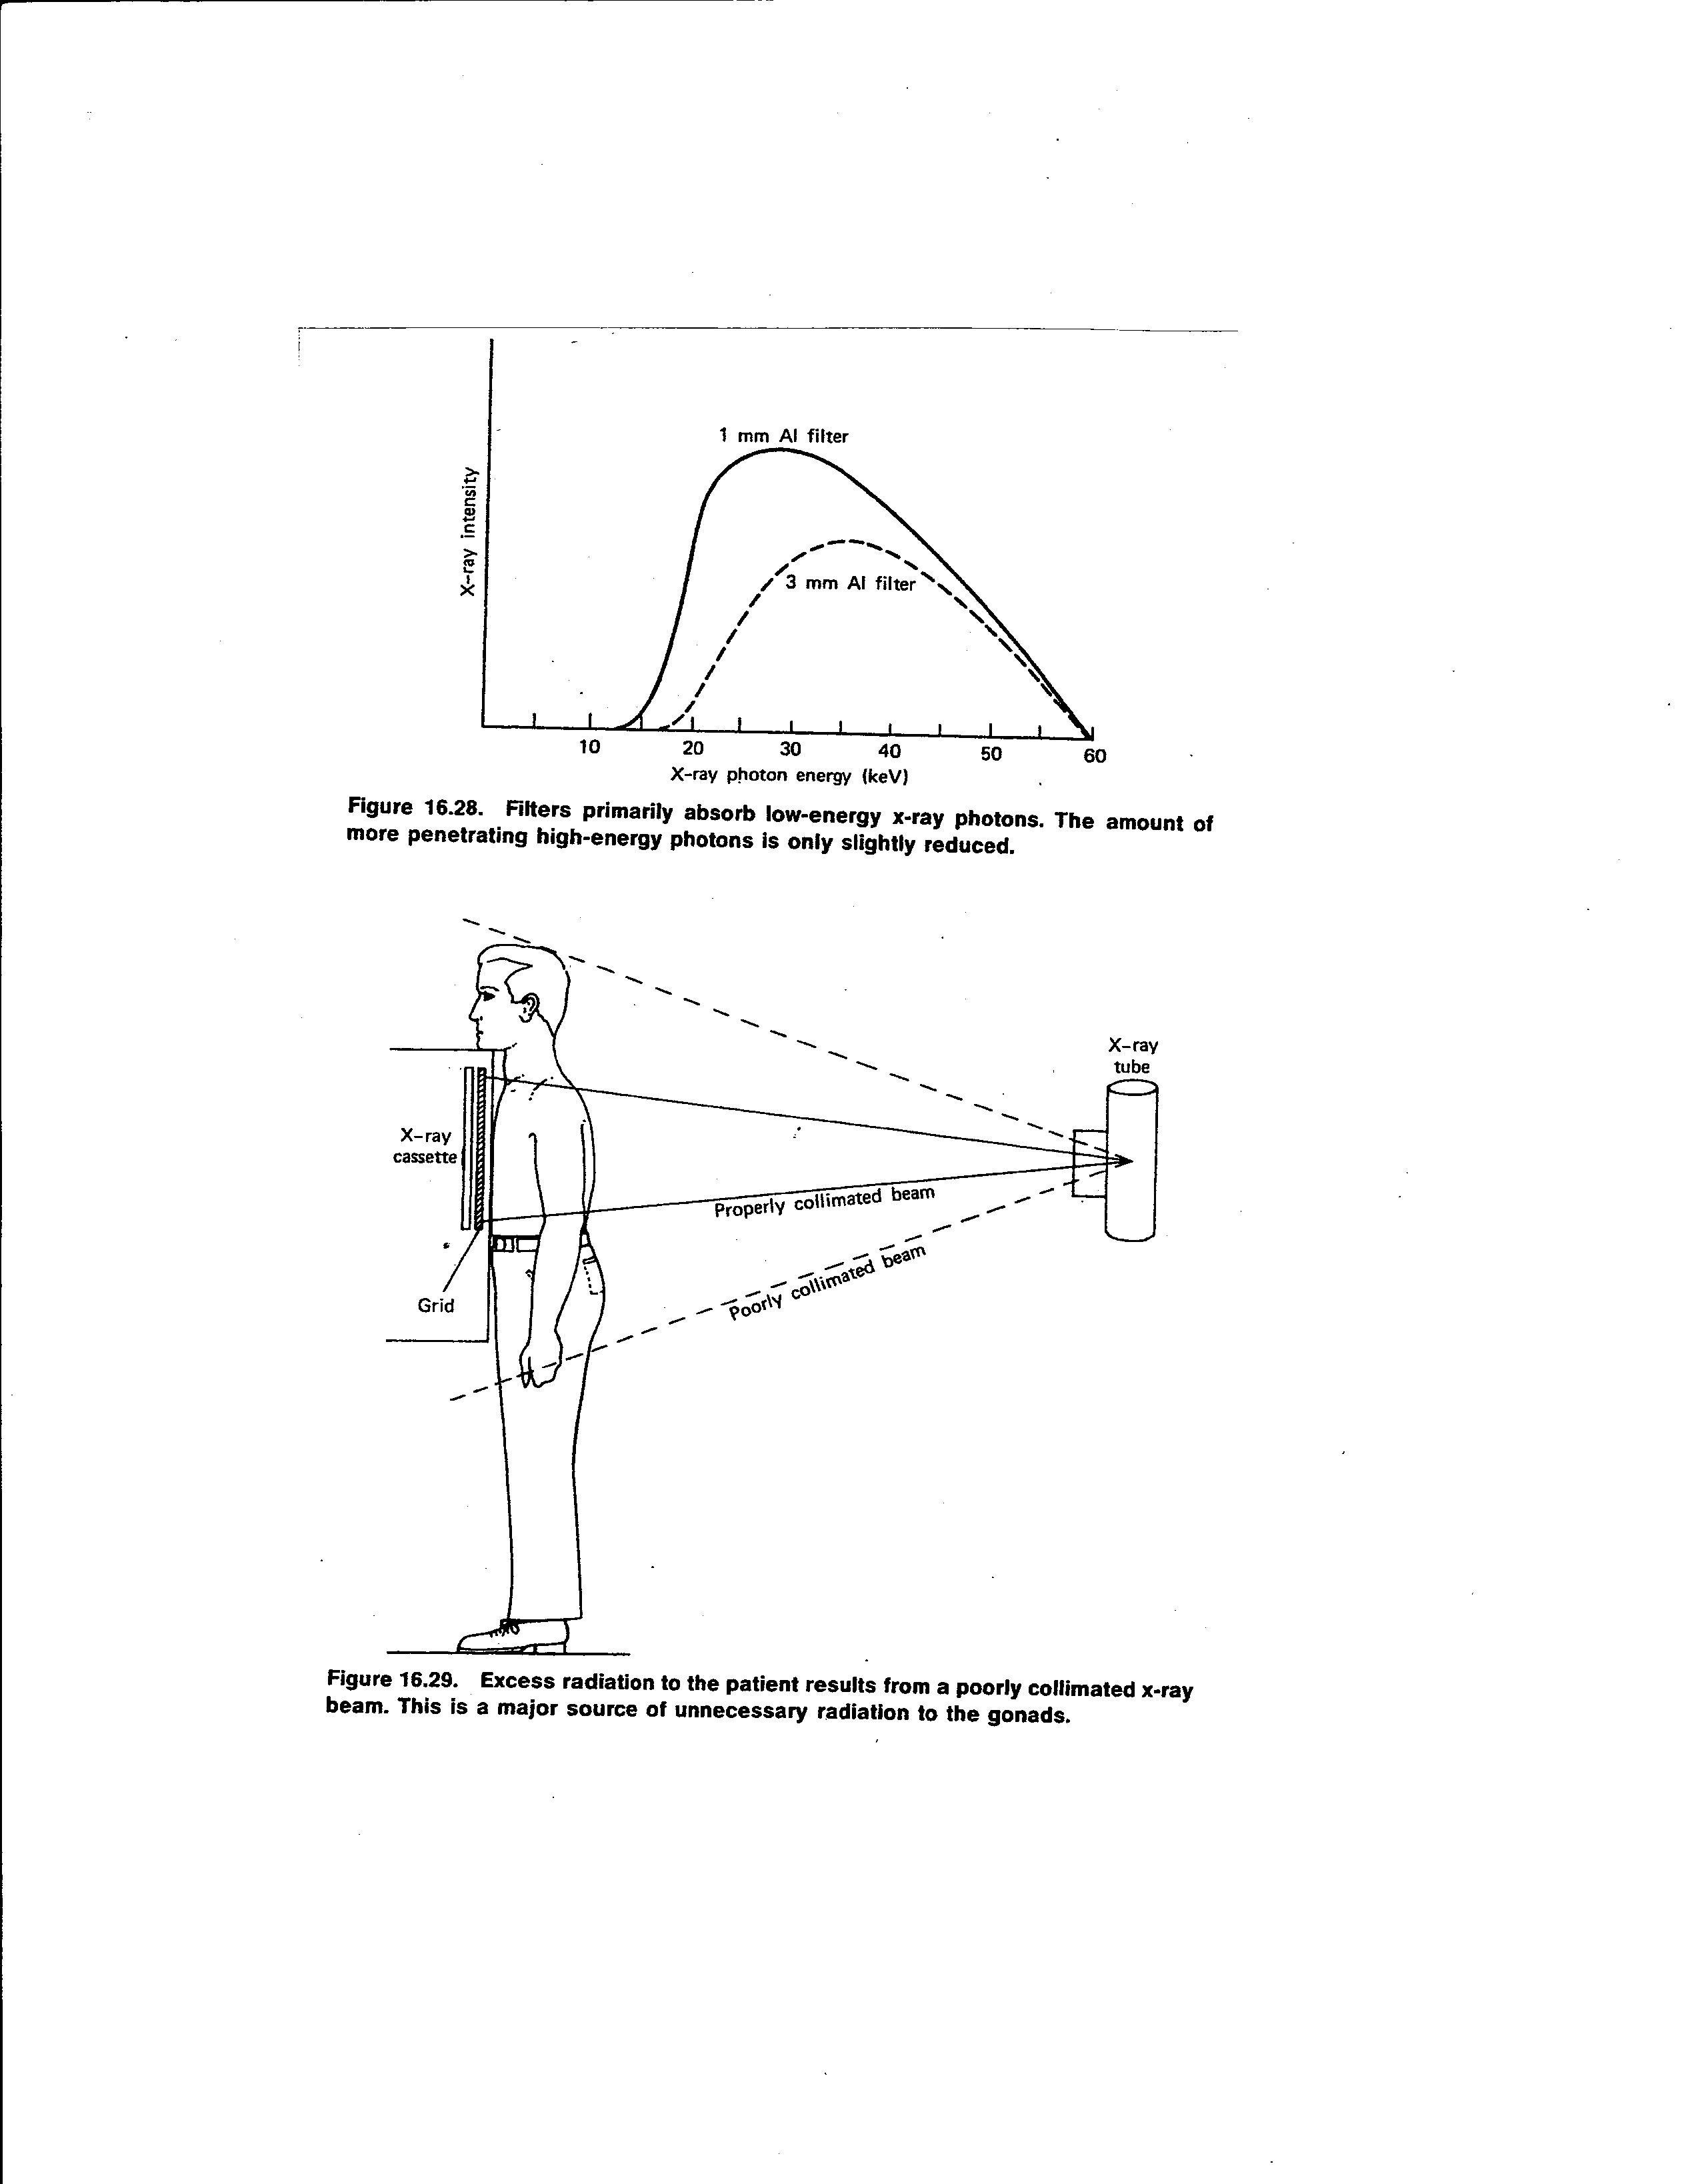 1 mm Al filter
3 mm Al filter
X-ray intensity
10 20 30 40 50 60
X-ray photon energy (keV)
Figure 16.28. Filters primarily absorb low-energy x-ray photons. The amount of
more penetrating high-energy photons is only slightly reduced.
X-ray
tube
X-ray
cassette
Properly collimated beam
Poorly collimated beam
Grid
Figure 16.29. Excess radiation to the patient results from a poorly collimated x-ray
beam. This is a major source of unnecessary radiation to the gonads.